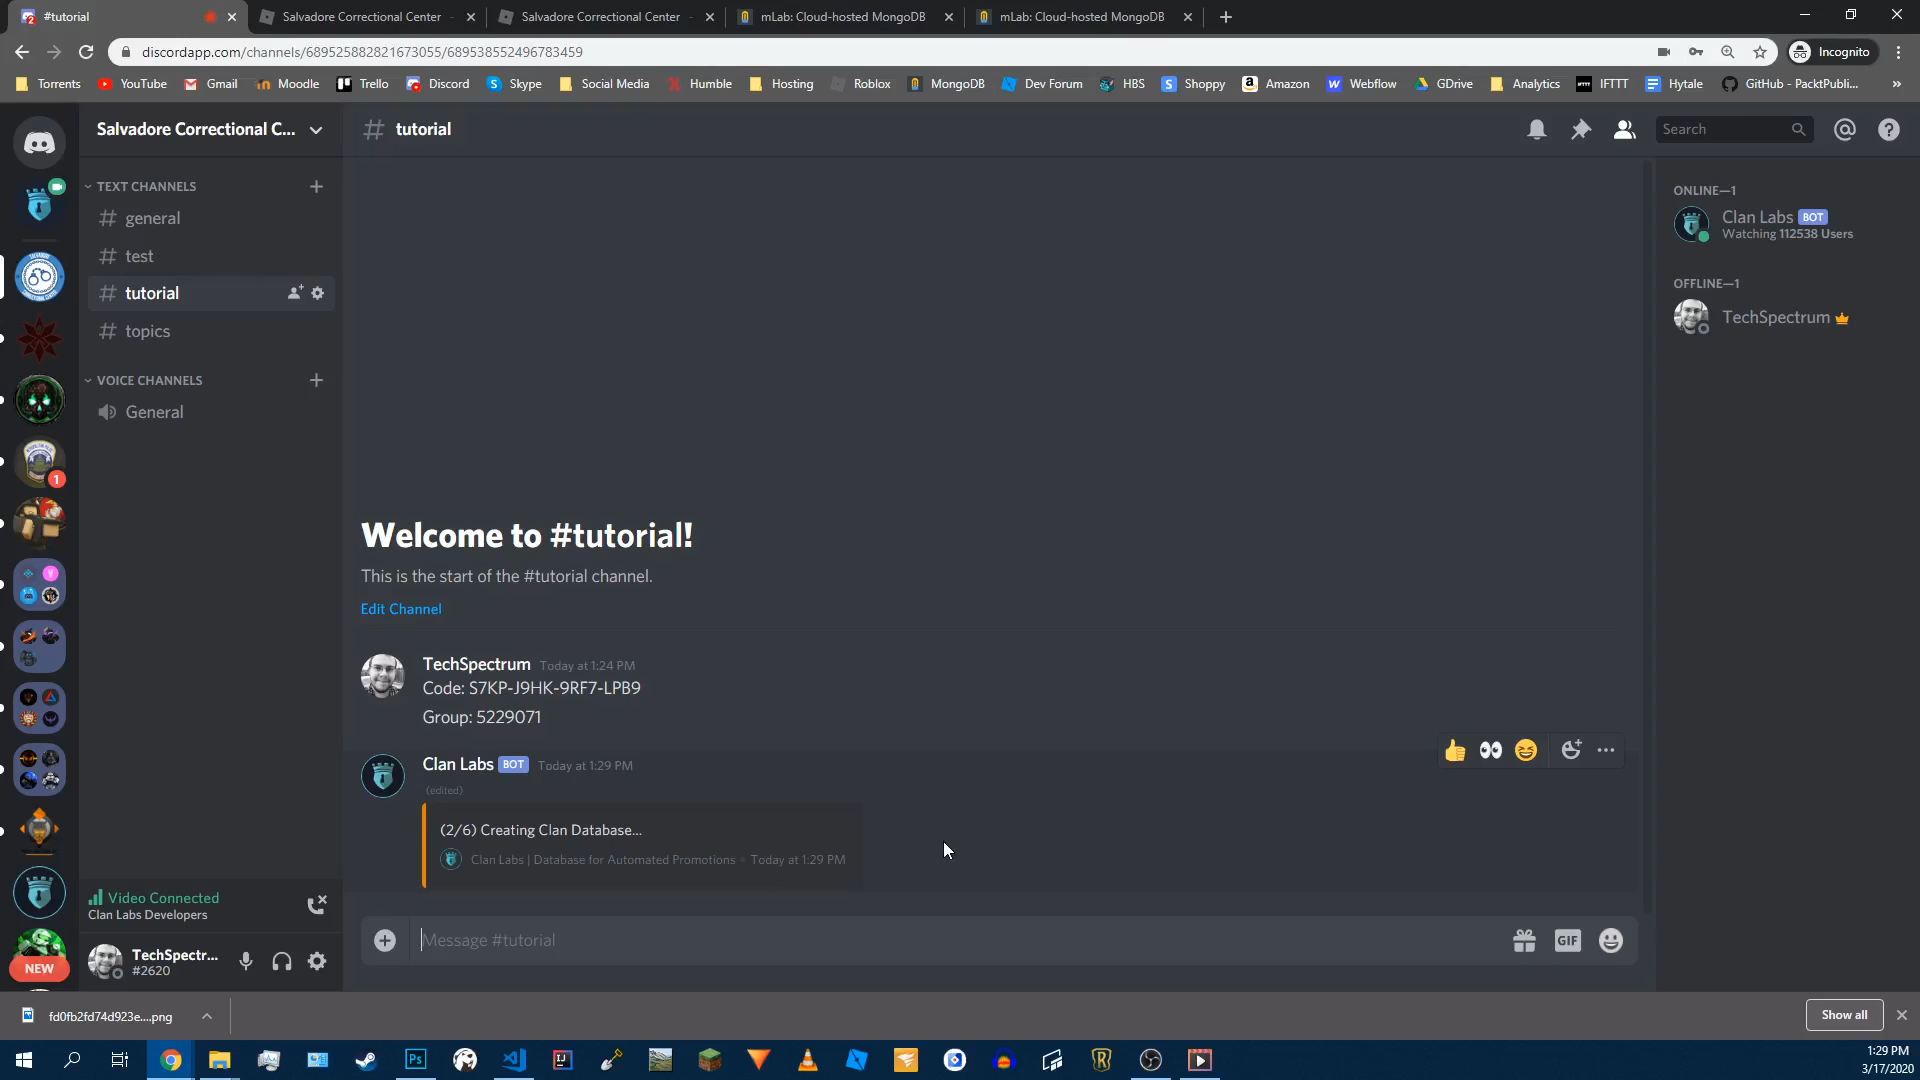 #tutorial
Salvadore Correctional Center -
Salvadore Correctional Center -
mLab: Cloud-hosted MongoDB
mLab: Cloud-hosted MongoDB
discordapp.com/channels/689525882821673055/689538552496783459
Incognito
Torrents
YouTube
Gmail
Moodle
Trello
Discord
Skype
Social Media
Humble
Hosting
Roblox
MongoDB
Dev Forum
HBS
Shoppy
Amazon
Webflow
GDrive
Analytics
IFTTT
Hytale
GitHub - PacktPubli...
Salvadore Correctional C...
# tutorial
Search
TEXT CHANNELS
# general
# test
# tutorial
# topics
VOICE CHANNELS
General
1
NEW
Welcome to #tutorial!
This is the start of the #tutorial channel.
Edit Channel
TechSpectrum Today at 1:24 PM
Code: S7KP-J9HK-9RF7-LPB9
Group: 5229071
Clan Labs BOT Today at 1:29 PM
(edited)
(2/6) Creating Clan Database...
Clan Labs | Database for Automated Promotions • Today at 1:29 PM
Message #tutorial
GIF
ONLINE—1
Clan Labs BOT
Watching 112538 Users
OFFLINE—1
TechSpectrum
Video Connected
Clan Labs Developers
TechSpectr...
#2620
fd0fb2fd74d923e....png
Show all
Ps
IJ
1:29 PM
3/17/2020